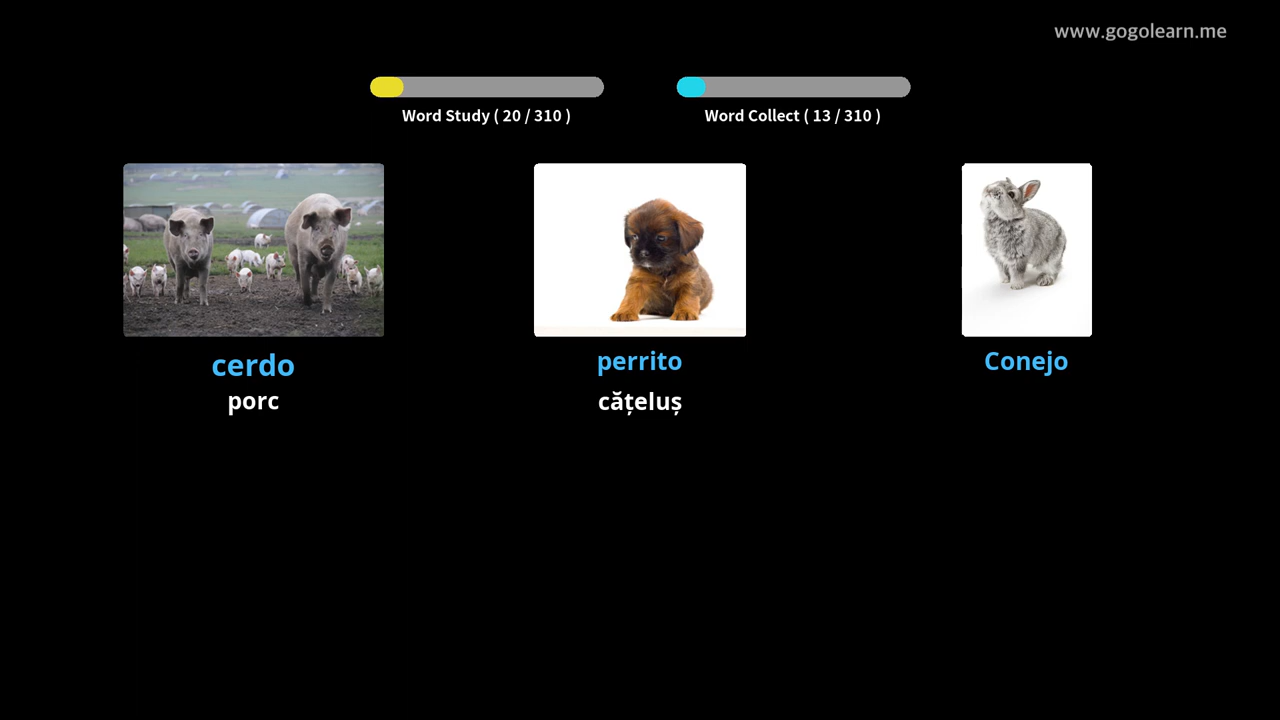 www.gogolearn.me
Word Study ( 20 / 310 )
Word Collect ( 13 / 310 )
cerdo
porc
perrito
cățeluș
Conejo